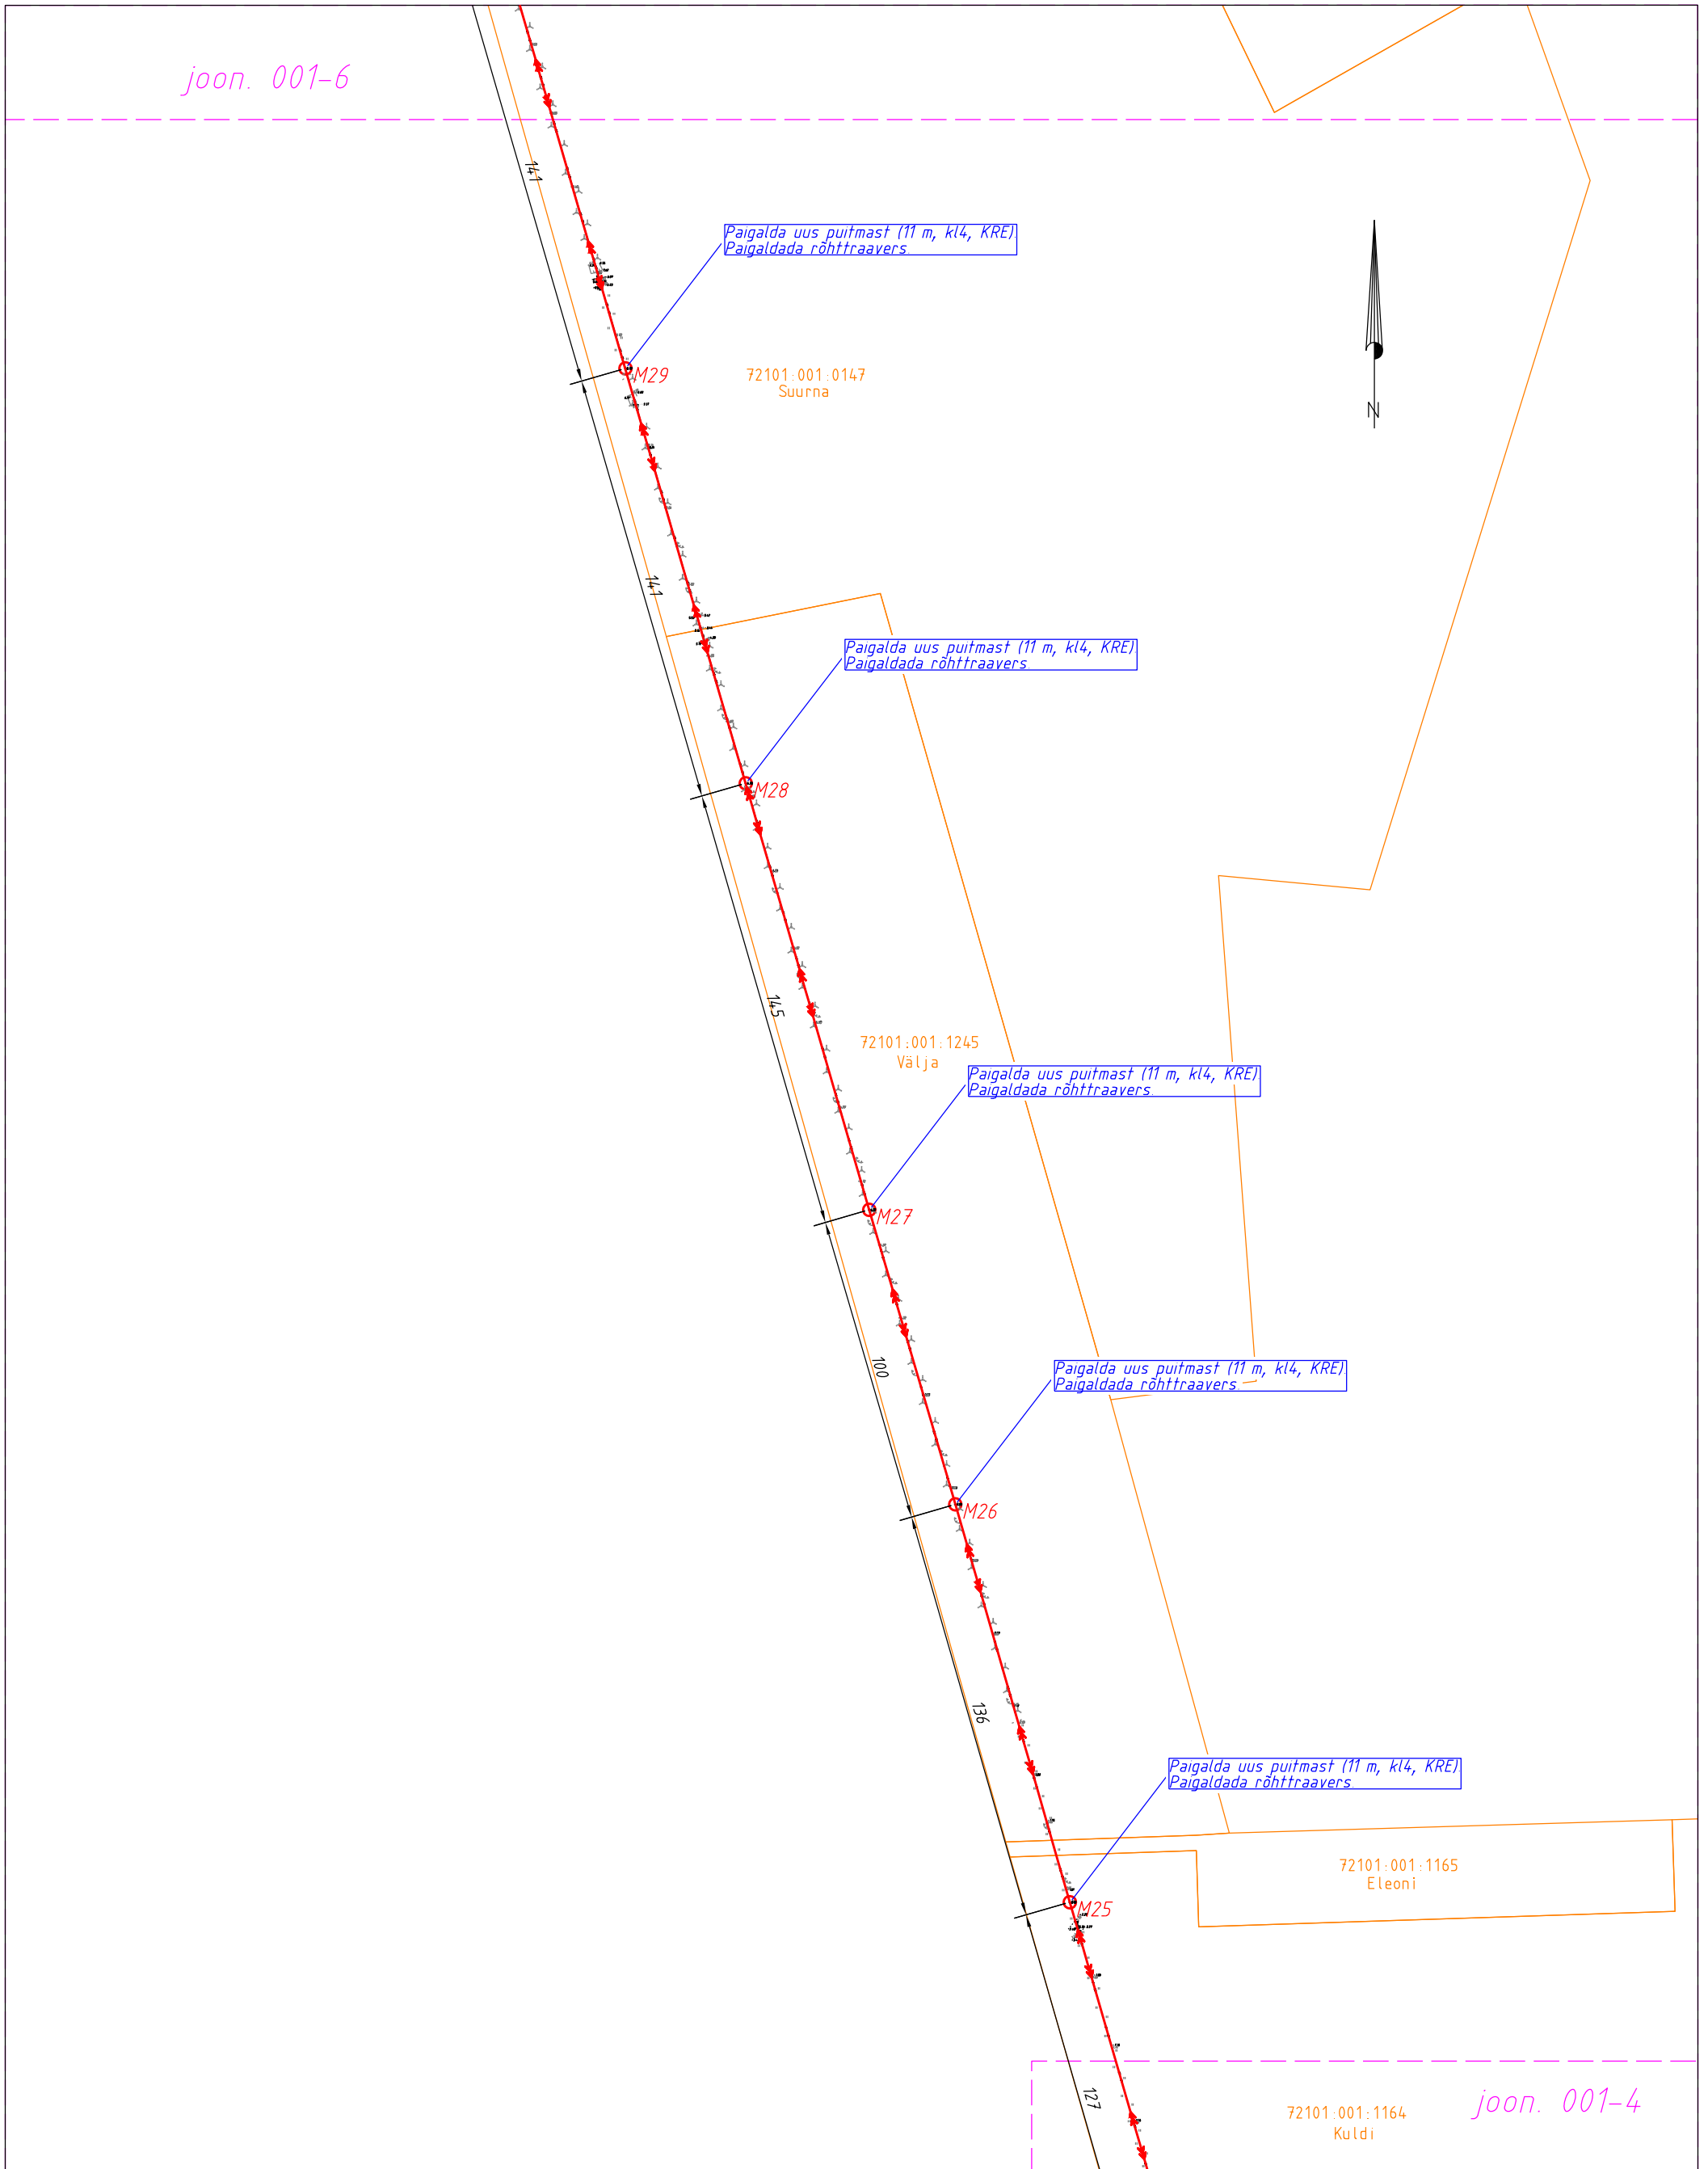 joon. 001-6
141
Paigalda uus puitmast (11 m, kl4, KRE).
Paigaldada rõhttraavers.
M29
72101:001:0147
Suurna
N
141
Paigalda uus puitmast (11 m, kl4, KRE).
Paigaldada rõhttraavers.
M28
145
72101:001:1245
Välja
Paigalda uus puitmast (11 m, kl4, KRE).
Paigaldada rõhttraavers.
M27
100
Paigalda uus puitmast (11 m, kl4, KRE).
Paigaldada rõhttraavers.
M26
136
Paigalda uus puitmast (11 m, kl4, KRE).
Paigaldada rõhttraavers.
72101:001:1165
Eleoni
M25
127
joon. 001-4
72101:001:1164
Kuldi